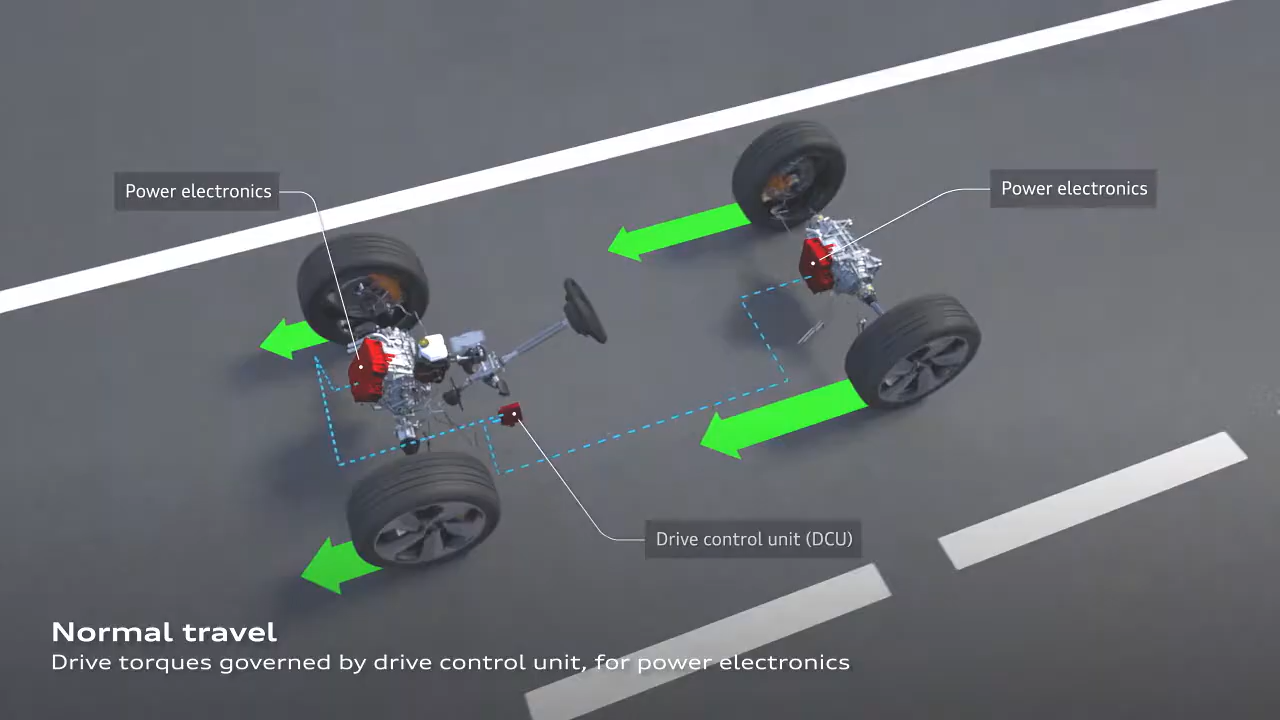 Power electronics
Power electronics
Drive control unit (DCU)
Normal travel
Drive torques governed by drive control unit, for power electronics